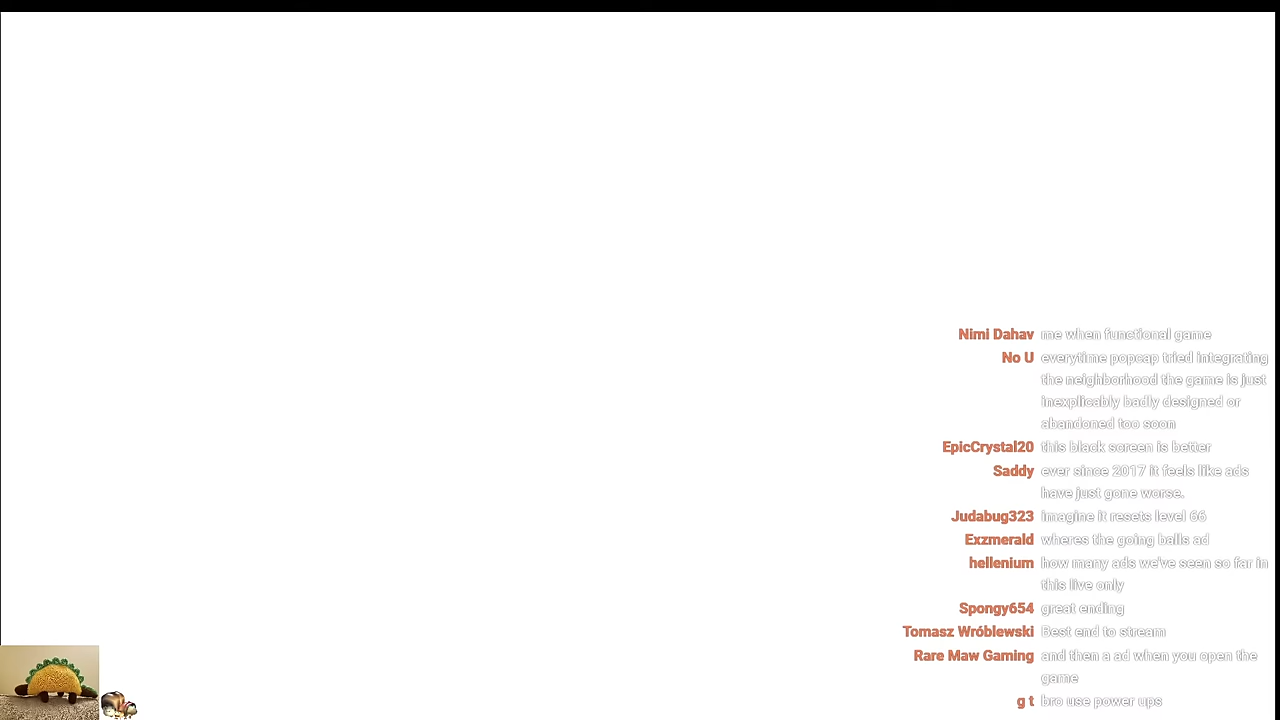 Nimi Dahav me when functional game
No U everytime popcap tried integrating
the neighborhood the game is just
inexplicably badly designed or
abandoned too soon
EpicCrystal20 this black screen is better
Saddy ever since 2017 it feels like ads
have just gone worse.
Judabug323 imagine it resets level 66
Exzmerald wheres the going balls ad
hellenium how many ads we've seen so far in
this live only
Spongy654 great ending
Tomasz Wróblewski Best end to stream
Rare Maw Gaming and then a ad when you open the
game
g t bro use power ups